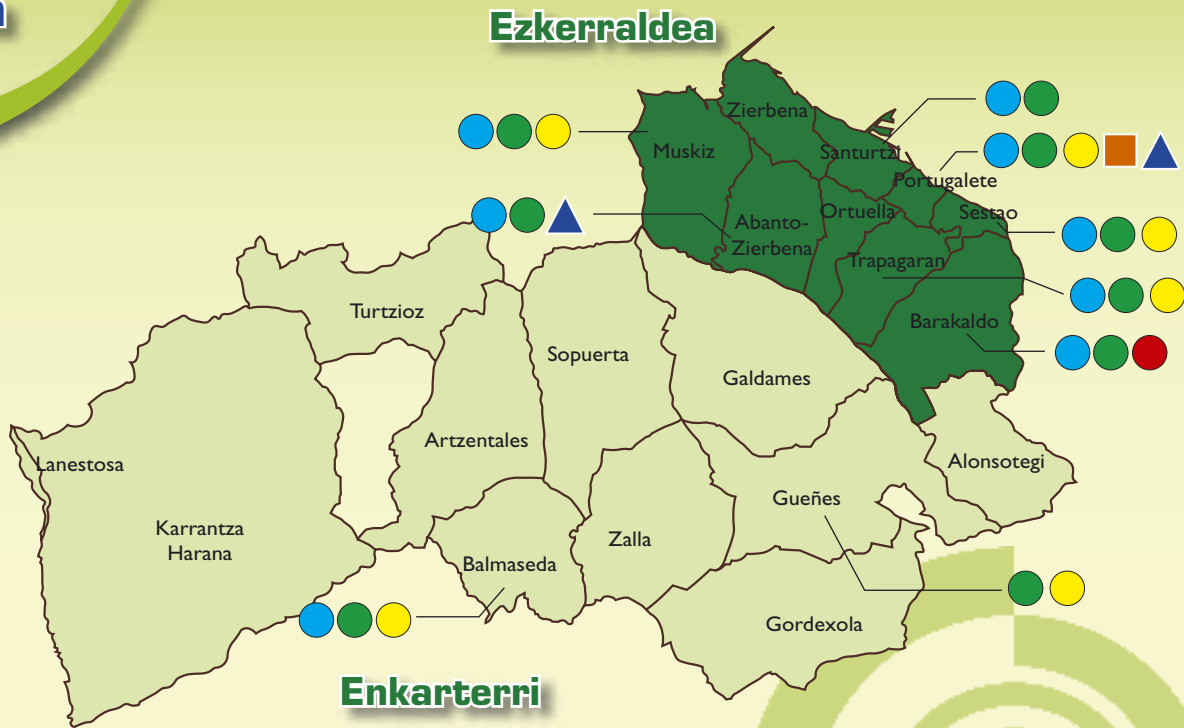 Ezkerraldea
Zierbena
Muskiz
Santurtzi
Portugalete
Abanto-
Zierbena
Ortuella
Sestao
Trapagaran
Barakaldo
Turtzioz
Sopuerta
Galdames
Artzentales
Lanestosa
Alonsotegi
Gueñes
Karrantza
Harana
Zalla
Balmaseda
Gordexola
Enkarterri